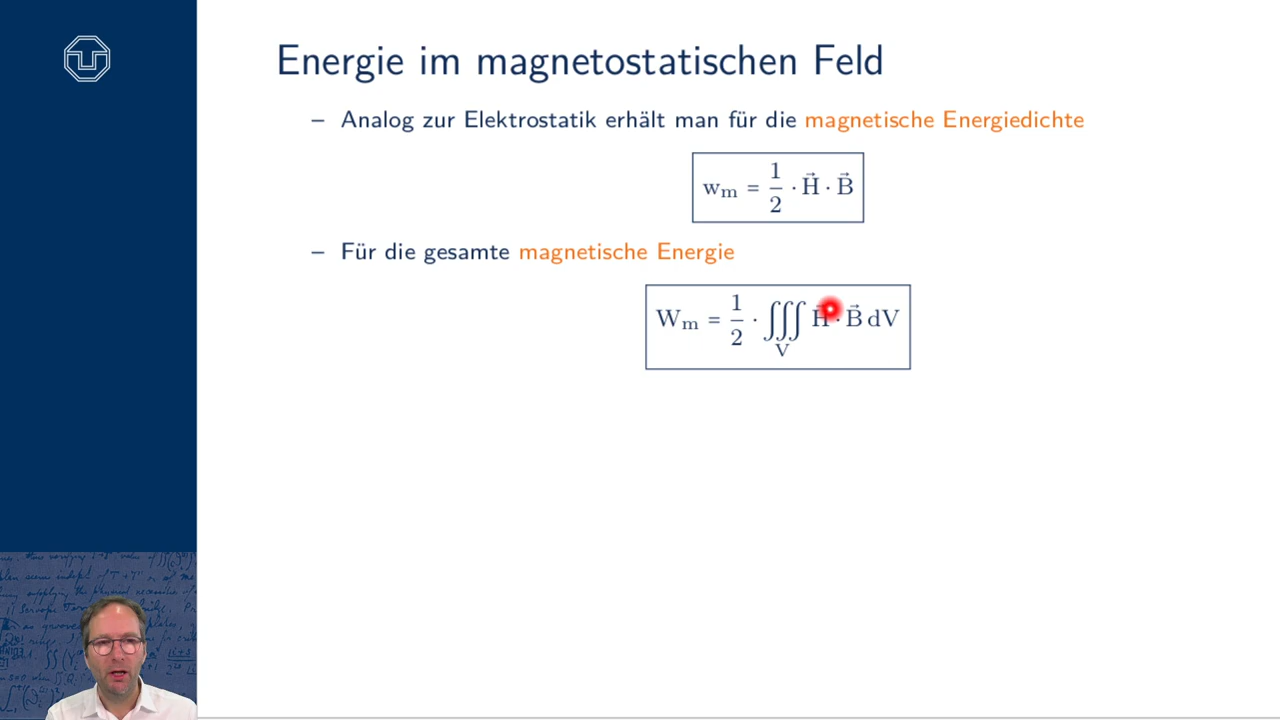 Energie im magnetostatischen Feld
– Analog zur Elektrostatik erhält man für die magnetische Energiedichte
w_m = 1/2 · H⃗ · B⃗
– Für die gesamte magnetische Energie
W_m = 1/2 · ∭_V H⃗ · B⃗ dV